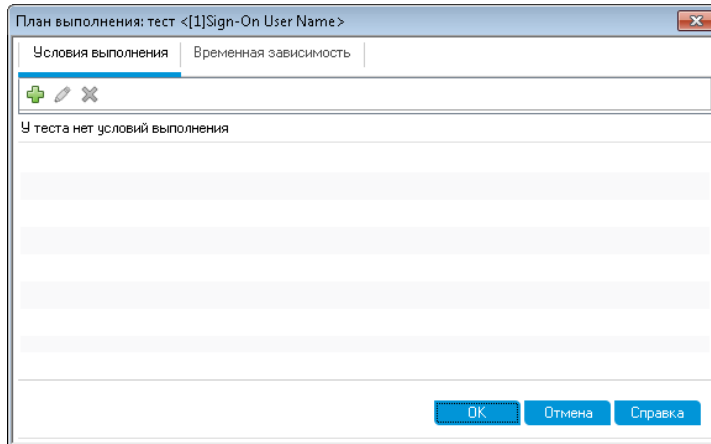 План выполнения: тест <[1]Sign-On User Name>
Условия выполнения Временная зависимость
У теста нет условий выполнения
OK Отмена Справка